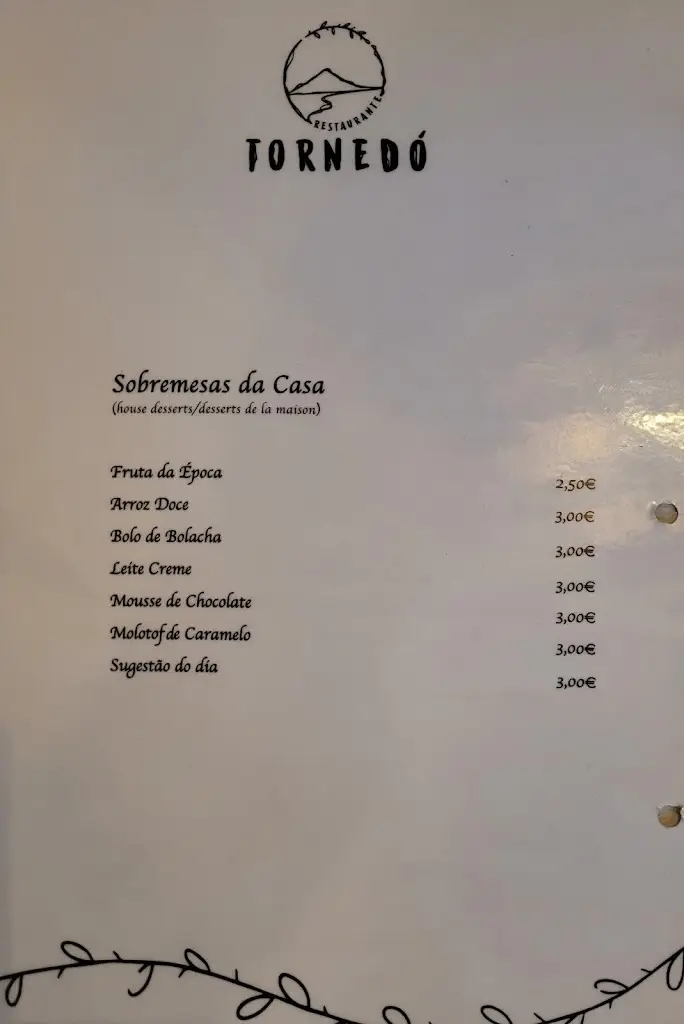 RESTAURANTE
TORNEDÓ
Sobremesas da Casa
(house desserts/desserts de la maison)
Fruta da Época 2,50€
Arroz Doce 3,00€
Bolo de Bolacha 3,00€
Leite Creme 3,00€
Mousse de Chocolate 3,00€
Molotof de Caramelo 3,00€
Sugestão do dia 3,00€